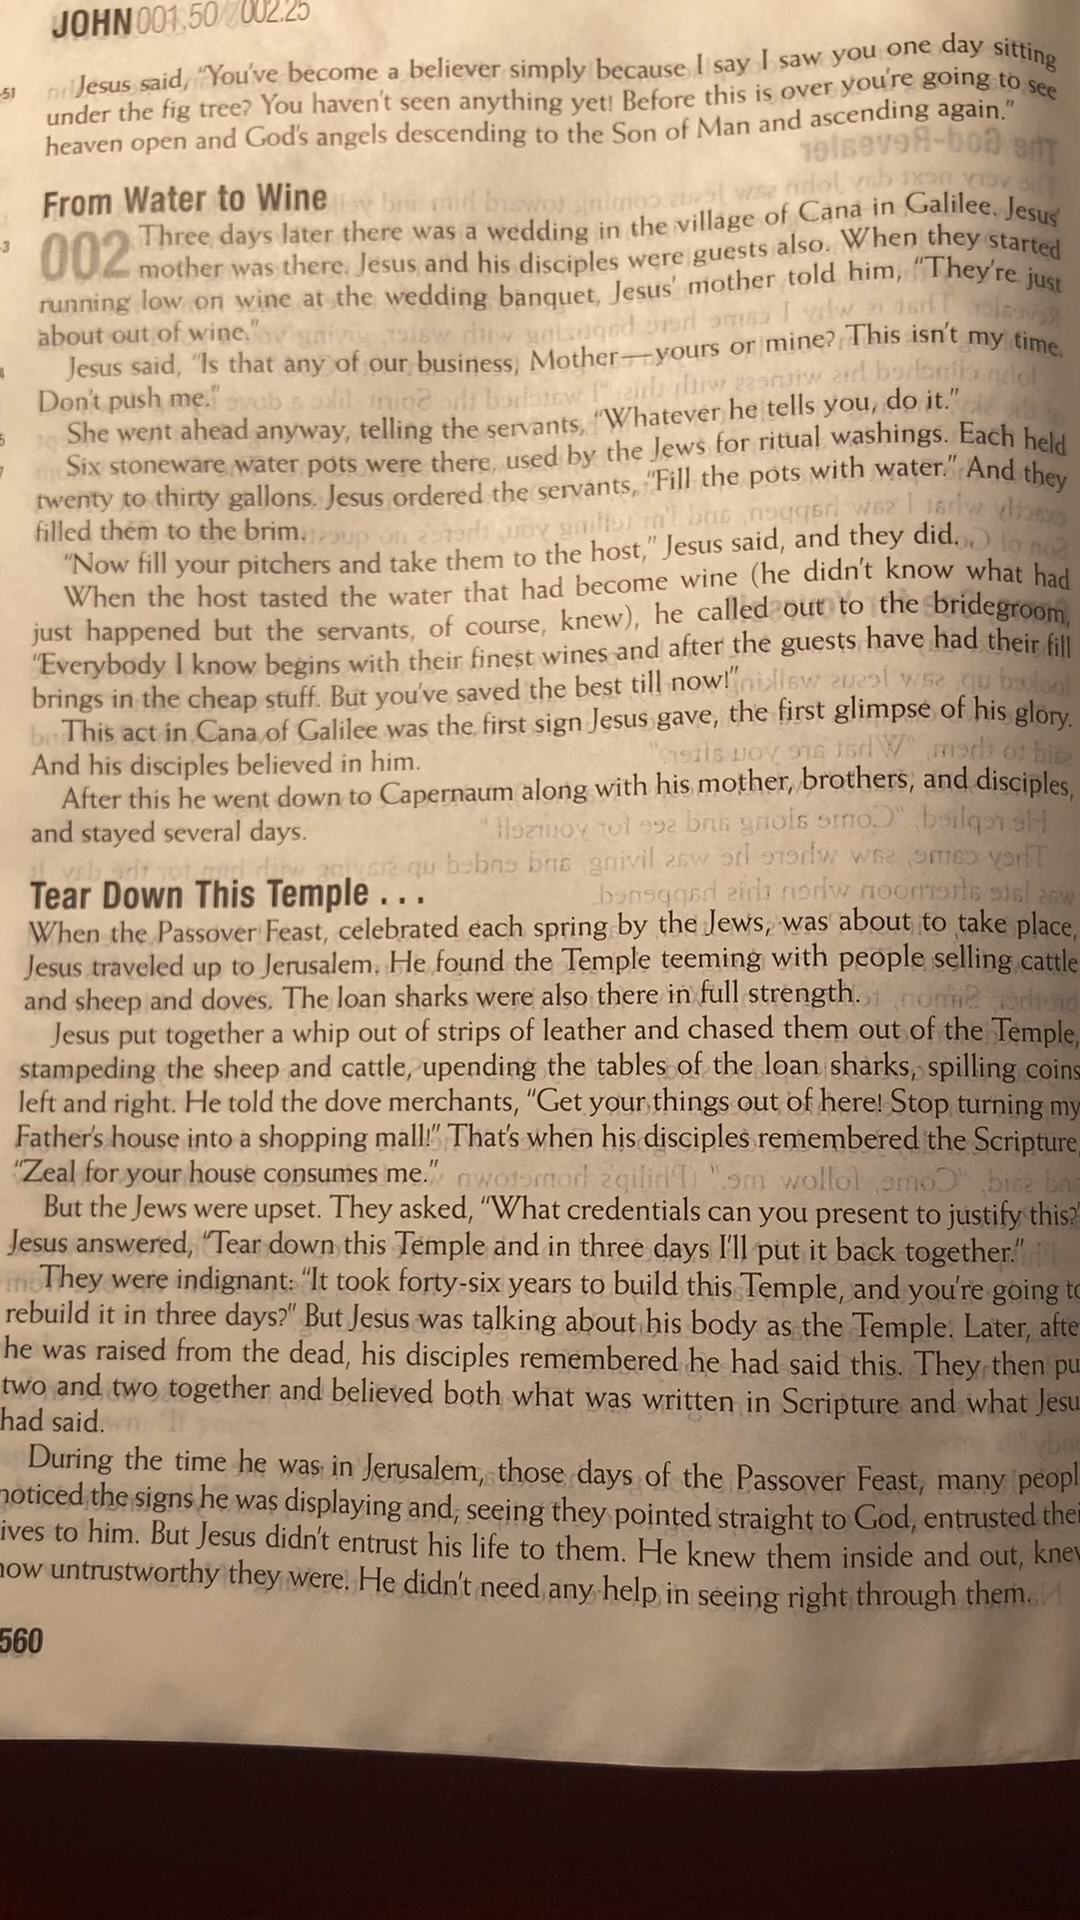 JOHN 001.50 / 002.25
51 Jesus said, "You've become a believer simply because I say I saw you one day sitting
under the fig tree? You haven't seen anything yet! Before this is over you're going to see
heaven open and God's angels descending to the Son of Man and ascending again."
From Water to Wine
3 002 Three days later there was a wedding in the village of Cana in Galilee. Jesus'
mother was there. Jesus and his disciples were guests also. When they started
running low on wine at the wedding banquet, Jesus' mother told him, "They're just
about out of wine."
4 Jesus said, "Is that any of our business, Mother—yours or mine? This isn't my time.
Don't push me."
5 She went ahead anyway, telling the servants, "Whatever he tells you, do it."
7 Six stoneware water pots were there, used by the Jews for ritual washings. Each held
twenty to thirty gallons. Jesus ordered the servants, "Fill the pots with water." And they
filled them to the brim.
"Now fill your pitchers and take them to the host," Jesus said, and they did.
When the host tasted the water that had become wine (he didn't know what had
just happened but the servants, of course, knew), he called out to the bridegroom,
"Everybody I know begins with their finest wines and after the guests have had their fill
brings in the cheap stuff. But you've saved the best till now!"
This act in Cana of Galilee was the first sign Jesus gave, the first glimpse of his glory.
And his disciples believed in him.
After this he went down to Capernaum along with his mother, brothers, and disciples,
and stayed several days.
Tear Down This Temple . . .
When the Passover Feast, celebrated each spring by the Jews, was about to take place,
Jesus traveled up to Jerusalem. He found the Temple teeming with people selling cattle
and sheep and doves. The loan sharks were also there in full strength.
Jesus put together a whip out of strips of leather and chased them out of the Temple,
stampeding the sheep and cattle, upending the tables of the loan sharks, spilling coins
left and right. He told the dove merchants, "Get your things out of here! Stop turning my
Father's house into a shopping mall!" That's when his disciples remembered the Scripture,
"Zeal for your house consumes me."
But the Jews were upset. They asked, "What credentials can you present to justify this?"
Jesus answered, "Tear down this Temple and in three days I'll put it back together."
They were indignant: "It took forty-six years to build this Temple, and you're going to
rebuild it in three days?" But Jesus was talking about his body as the Temple. Later, afte
he was raised from the dead, his disciples remembered he had said this. They then pu
two and two together and believed both what was written in Scripture and what Jesu
had said.
During the time he was in Jerusalem, those days of the Passover Feast, many peopl
noticed the signs he was displaying and, seeing they pointed straight to God, entrusted thei
ives to him. But Jesus didn't entrust his life to them. He knew them inside and out, knew
how untrustworthy they were. He didn't need any help in seeing right through them.
560